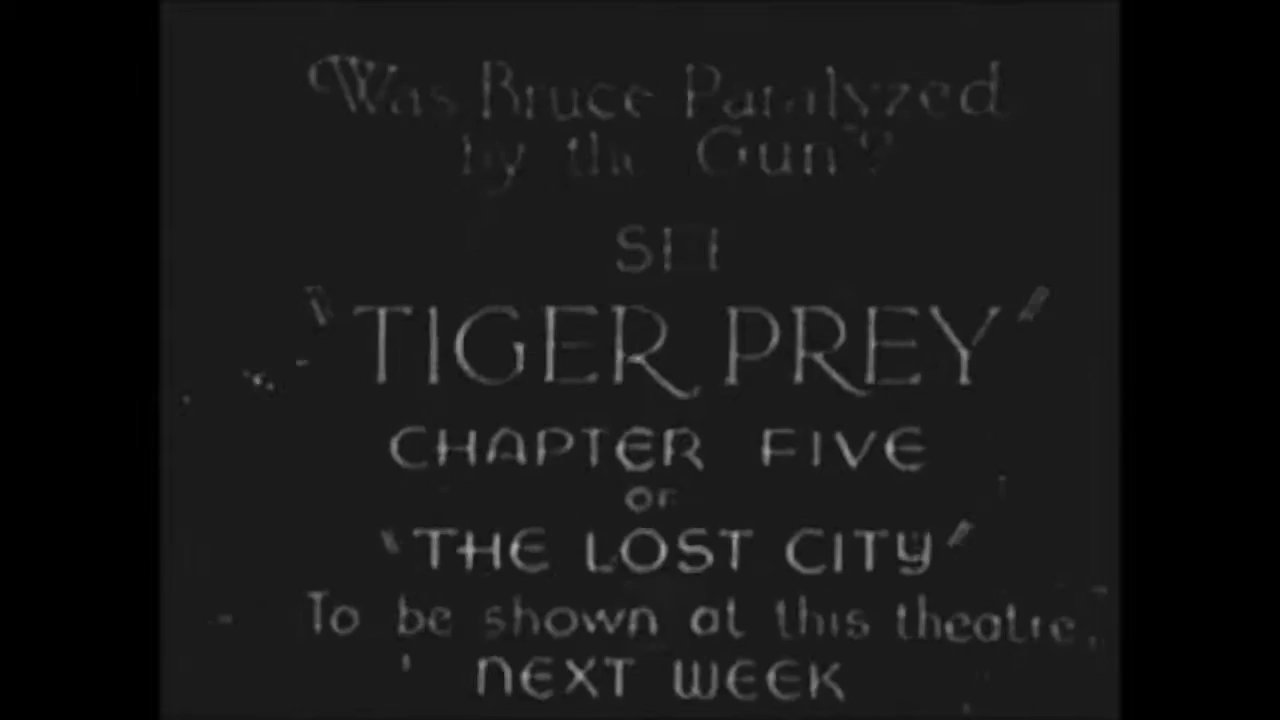 Was Bruce Paralyzed
by the Gun?
SEE
"TIGER PREY"
CHAPTER FIVE
of
"THE LOST CITY"
To be shown at this theatre,
NEXT WEEK